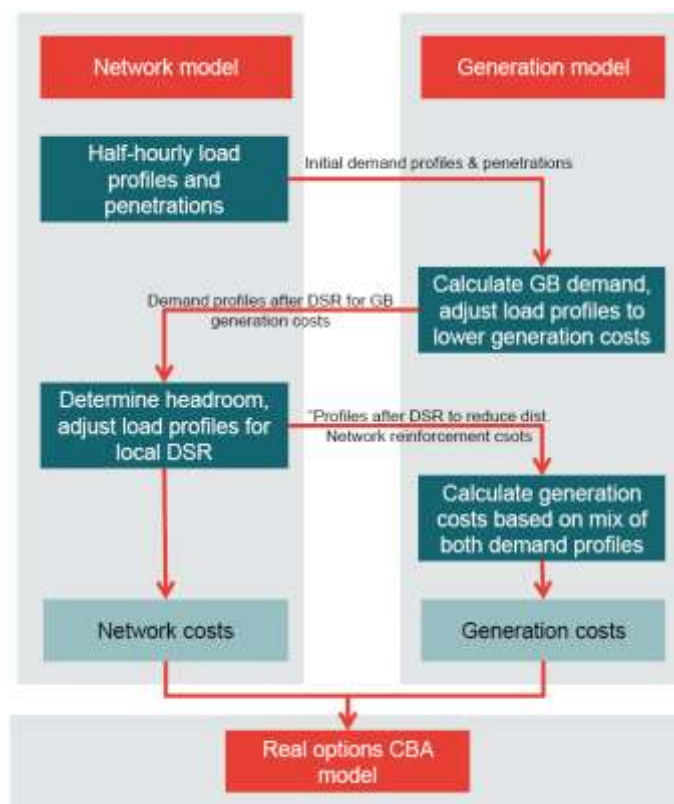 Network model
Generation model
Half-hourly load
profiles and
penetrations
Initial demand profiles & penetrations
Calculate GB demand,
adjust load profiles to
lower generation costs
Demand profiles after DSR for GB
generation costs
Determine headroom,
adjust load profiles for
local DSR
"Profiles after DSR to reduce dist.
Network reinforcement csots
Calculate generation
costs based on mix of
both demand profiles
Network costs
Generation costs
Real options CBA
model